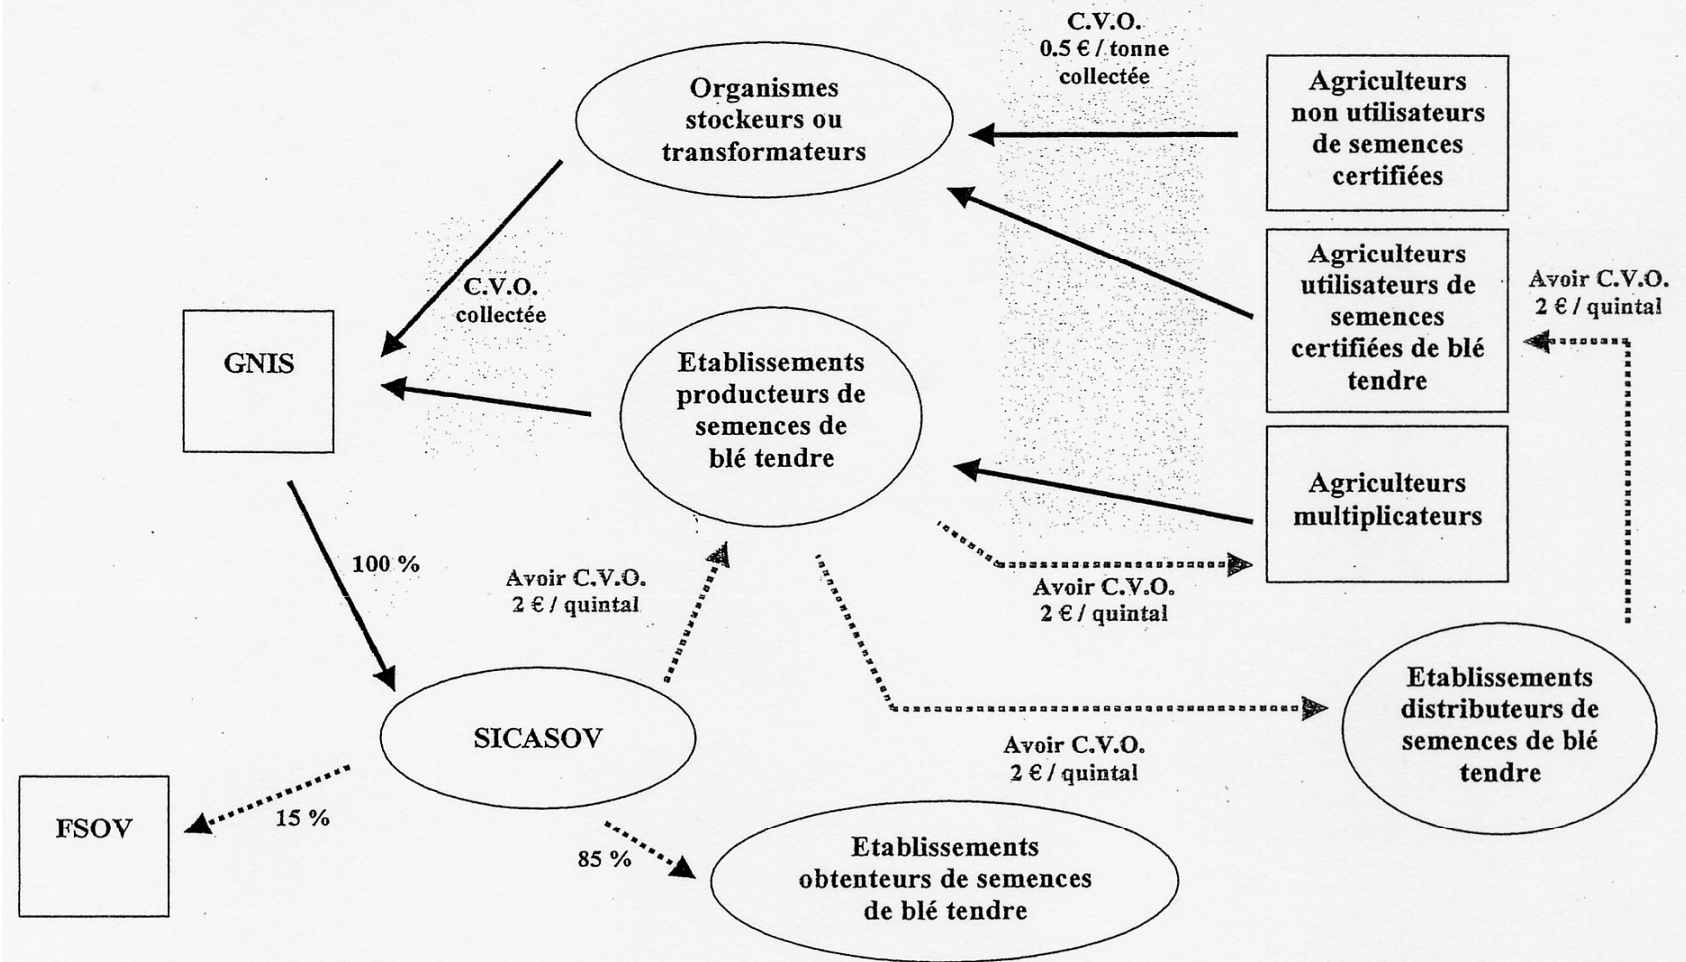 C.V.O.
0.5 € / tonne
collectée
Organismes
stockeurs ou
transformateurs
Agriculteurs
non utilisateurs
de semences
certifiées
Agriculteurs
utilisateurs de
semences
certifiées de blé
tendre
Avoir C.V.O.
2 € / quintal
C.V.O.
collectée
GNIS
Etablissements
producteurs de
semences de
blé tendre
Agriculteurs
multiplicateurs
100 %
Avoir C.V.O.
2 € / quintal
Avoir C.V.O.
2 € / quintal
SICASOV
Avoir C.V.O.
2 € / quintal
Etablissements
distributeurs de
semences de blé
tendre
FSOV
15 %
85 %
Etablissements
obtenteurs de semences
de blé tendre